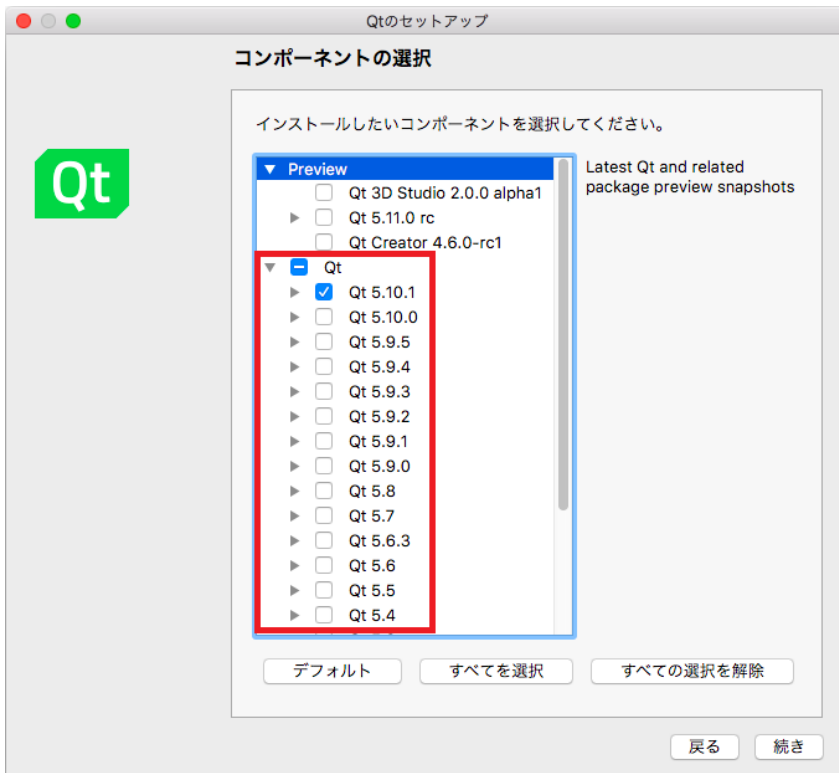 Qtのセットアップ
コンポーネントの選択
Qt
インストールしたいコンポーネントを選択してください。
Preview
Qt 3D Studio 2.0.0 alpha1
Qt 5.11.0 rc
Qt Creator 4.6.0-rc1
Qt
Qt 5.10.1
Qt 5.10.0
Qt 5.9.5
Qt 5.9.4
Qt 5.9.3
Qt 5.9.2
Qt 5.9.1
Qt 5.9.0
Qt 5.8
Qt 5.7
Qt 5.6.3
Qt 5.6
Qt 5.5
Qt 5.4
Latest Qt and related
package preview snapshots
デフォルト
すべてを選択
すべての選択を解除
戻る
続き